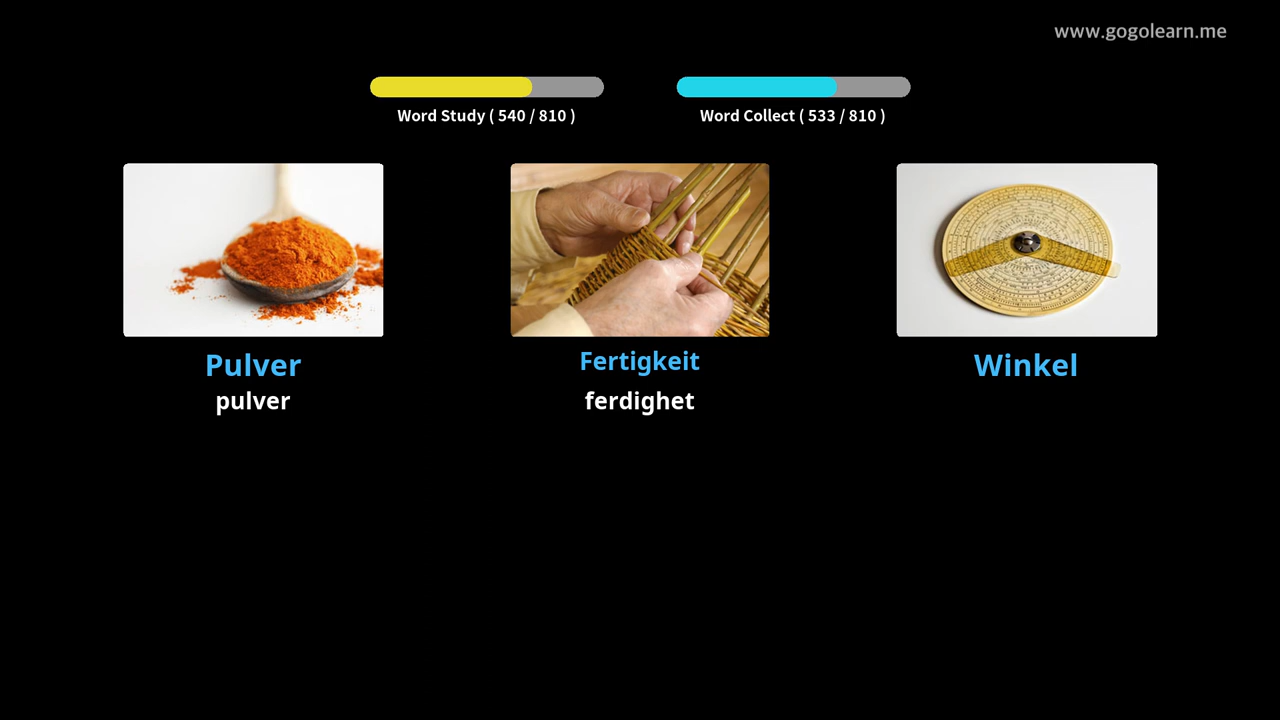 www.gogolearn.me
Word Study ( 540 / 810 )
Word Collect ( 533 / 810 )
Pulver
pulver
Fertigkeit
ferdighet
Winkel